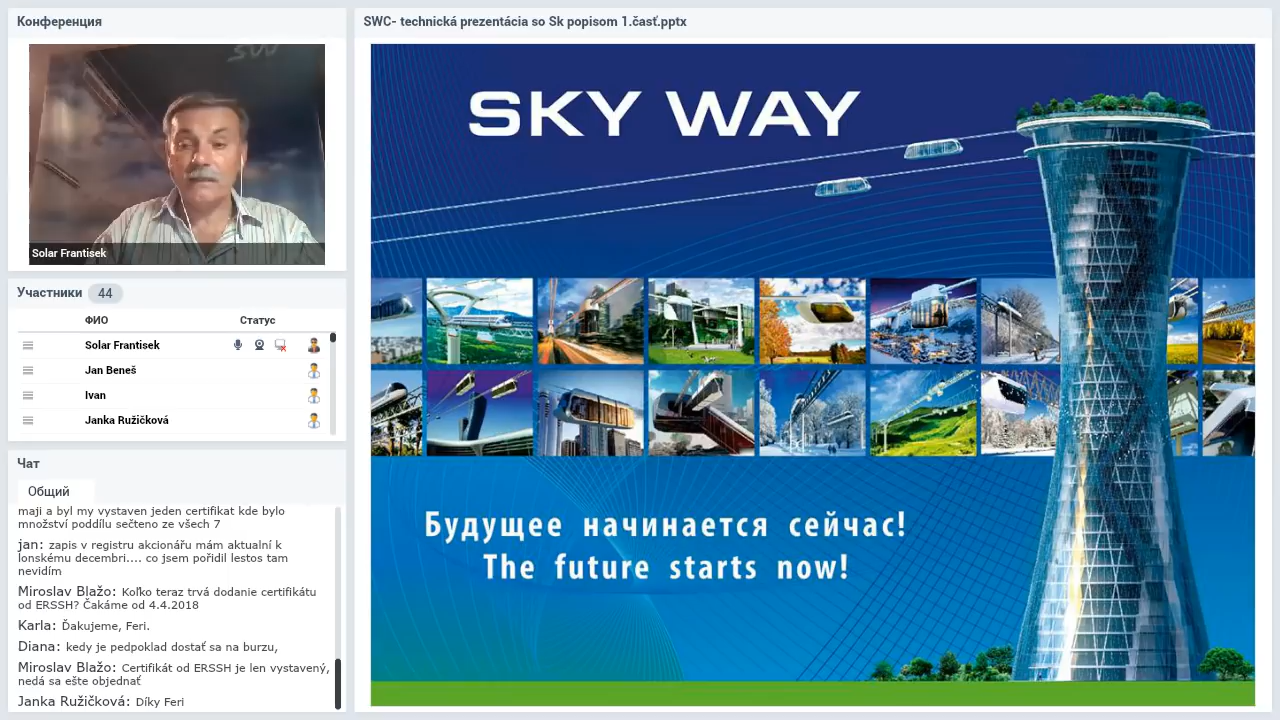 Конференция
SW
Solar Frantisek
Участники 44
ФИО Статус
Solar Frantisek
Jan Beneš
Ivan
Janka Ružičková
Чат
Общий
maji a byl my vystaven jeden certifikat kde bylo
množství poddílu sečteno ze všech 7
jan: zapis v registru akcionářu mám aktualní k
lonskému decembri.... co jsem pořidil lestos tam
nevidím
Miroslav Blažo: Koľko teraz trvá dodanie certifikátu
od ERSSH? Čakáme od 4.4.2018
Karla: Ďakujeme, Feri.
Diana: kedy je pedpoklad dostať sa na burzu,
Miroslav Blažo: Certifikát od ERSSH je len vystavený,
nedá sa ešte objednať
Janka Ružičková: Díky Feri
SWC- technická prezentácia so Sk popisom 1.časť.pptx
SKY WAY
Будущее начинается сейчас!
The future starts now!